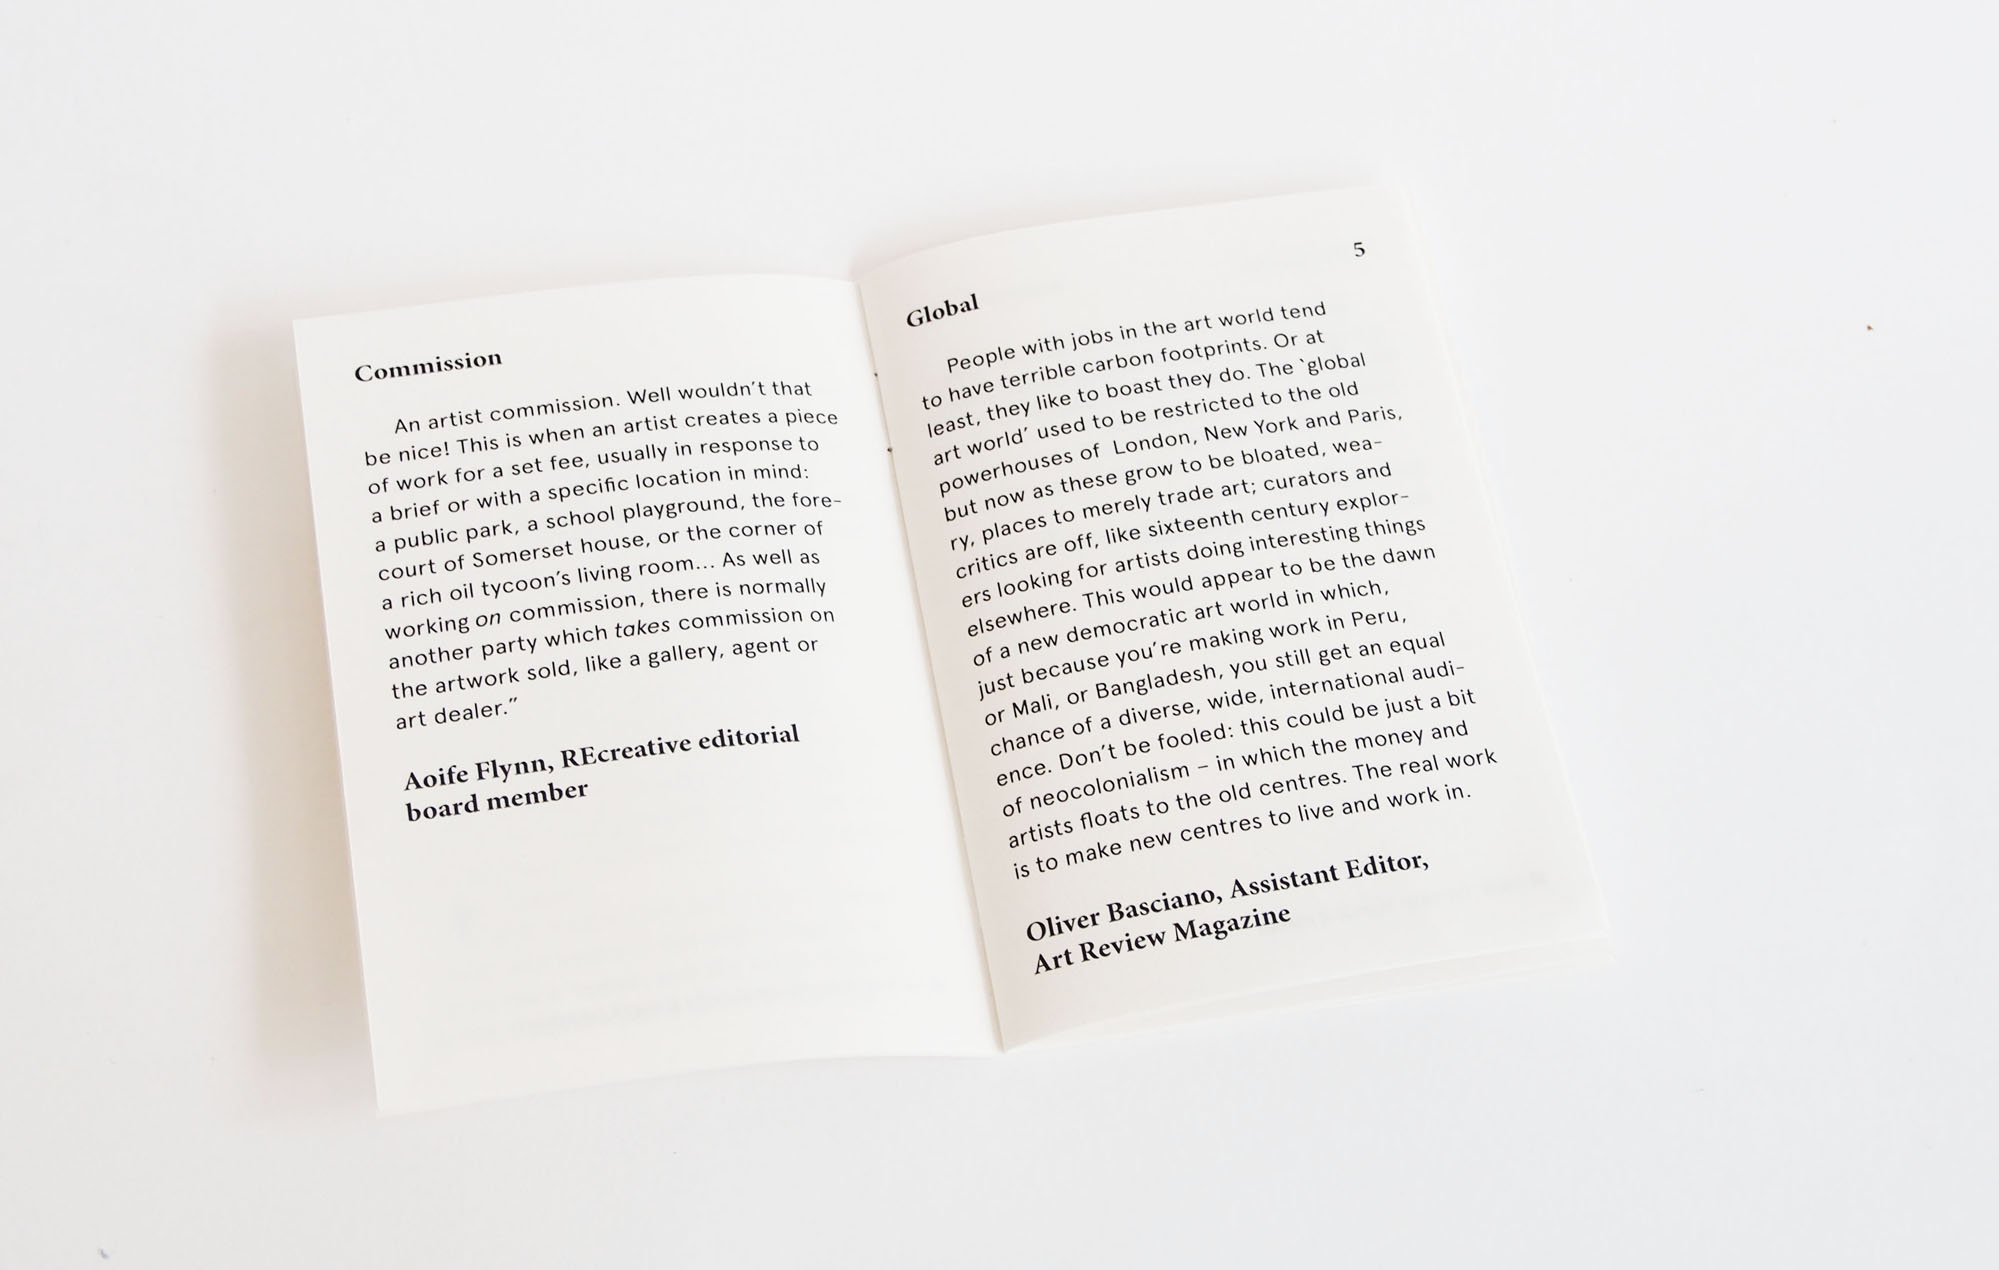 Commission
An artist commission. Well wouldn't that
be nice! This is when an artist creates a piece
of work for a set fee, usually in response to
a brief or with a specific location in mind:
a public park, a school playground, the fore-
court of Somerset house, or the corner of
a rich oil tycoon's living room... As well as
working on commission, there is normally
another party which takes commission on
the artwork sold, like a gallery, agent or
art dealer.”
Aoife Flynn, REcreative editorial
board member
5
Global
People with jobs in the art world tend
to have terrible carbon footprints. Or at
least, they like to boast they do. The `global
art world’ used to be restricted to the old
powerhouses of London, New York and Paris,
but now as these grow to be bloated, wea-
ry, places to merely trade art; curators and
critics are off, like sixteenth century explor-
ers looking for artists doing interesting things
elsewhere. This would appear to be the dawn
of a new democratic art world in which,
just because you're making work in Peru,
or Mali, or Bangladesh, you still get an equal
chance of a diverse, wide, international audi-
ence. Don't be fooled: this could be just a bit
of neocolonialism – in which the money and
artists floats to the old centres. The real work
is to make new centres to live and work in.
Oliver Basciano, Assistant Editor,
Art Review Magazine